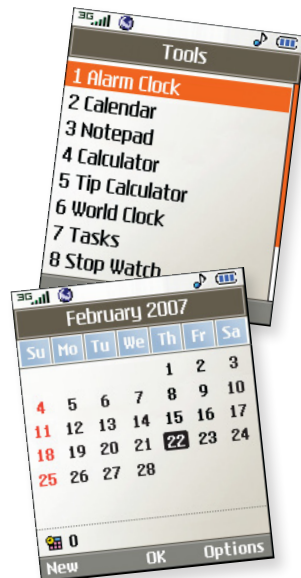 3G
Tools
1 Alarm Clock
2 Calendar
3 Notepad
4 Calculator
5 Tip Calculator
6 World Clock
7 Tasks
8 Stop Watch
3G
February 2007
Su Mo Tu We Th Fr Sa
1 2 3
4 5 6 7 8 9 10
11 12 13 14 15 16 17
18 19 20 21 22 23 24
25 26 27 28
0
New OK Options